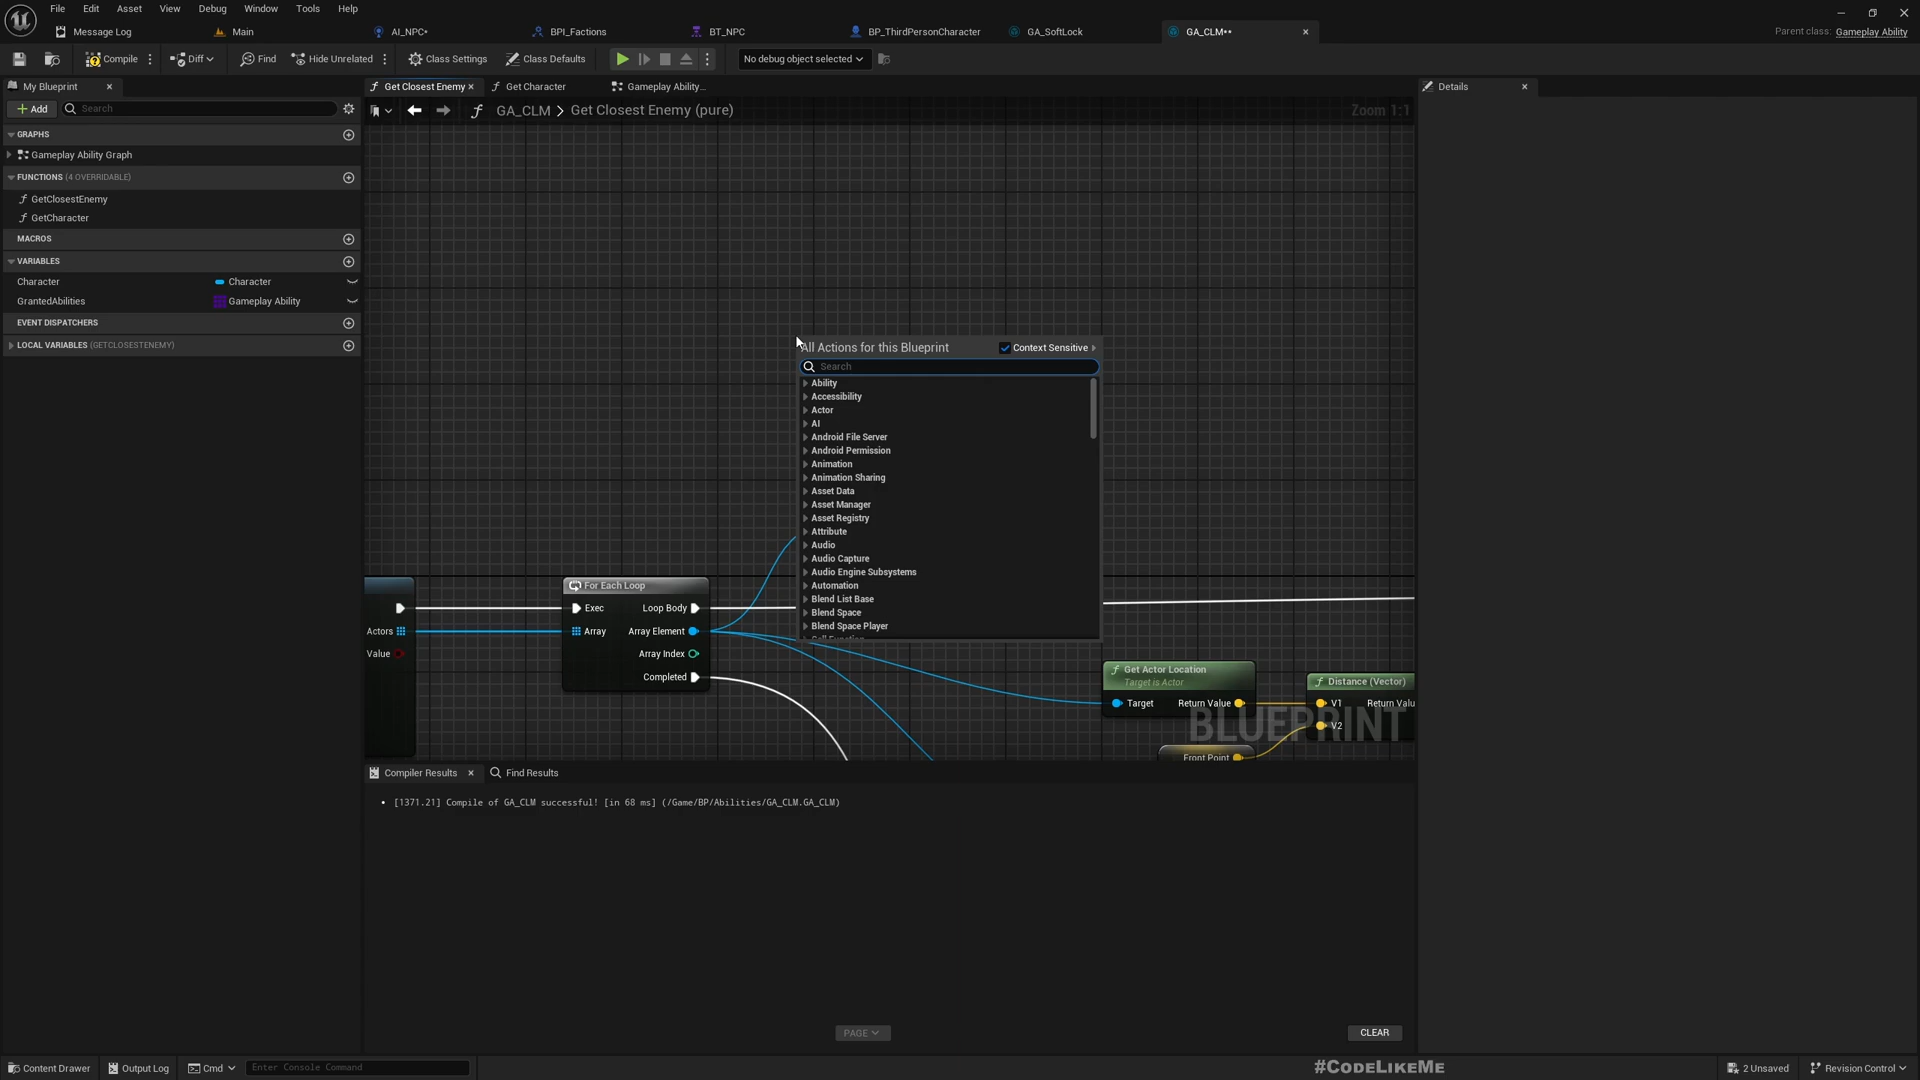 File Edit Asset View Debug Window Tools Help
Message Log Main AI_NPC* BPI_Factions BT_NPC BP_ThirdPersonCharacter GA_SoftLock GA_CLM** Parent class: Gameplay Ability
Compile Diff Find Hide Unrelated Class Settings Class Defaults No debug object selected
My Blueprint Get Closest Enemy Get Character Gameplay Ability... Details
Add Search GA_CLM > Get Closest Enemy (pure) Zoom 1:1
GRAPHS
Gameplay Ability Graph
FUNCTIONS (4 OVERRIDABLE)
GetClosestEnemy
GetCharacter
MACROS
VARIABLES
Character Character
GrantedAbilities Gameplay Ability
EVENT DISPATCHERS
LOCAL VARIABLES (GETCLOSESTENEMY)
All Actions for this Blueprint Context Sensitive
Search
Ability
Accessibility
Actor
AI
Android File Server
Android Permission
Animation
Animation Sharing
Asset Data
Asset Manager
Asset Registry
Attribute
Audio
Audio Capture
Audio Engine Subsystems
Automation
Blend List Base
Blend Space
Blend Space Player
For Each Loop
Exec Loop Body
Actors Array Array Element
Value Array Index
Completed
Get Actor Location
Target is Actor
Target Return Value
Distance (Vector)
V1 Return Valu
V2
Front Point
BLUEPRINT
Compiler Results Find Results
[1371.21] Compile of GA_CLM successful! [in 68 ms] (/Game/BP/Abilities/GA_CLM.GA_CLM)
PAGE CLEAR
Content Drawer Output Log Cmd Enter Console Command #CodeLikeMe 2 Unsaved Revision Control